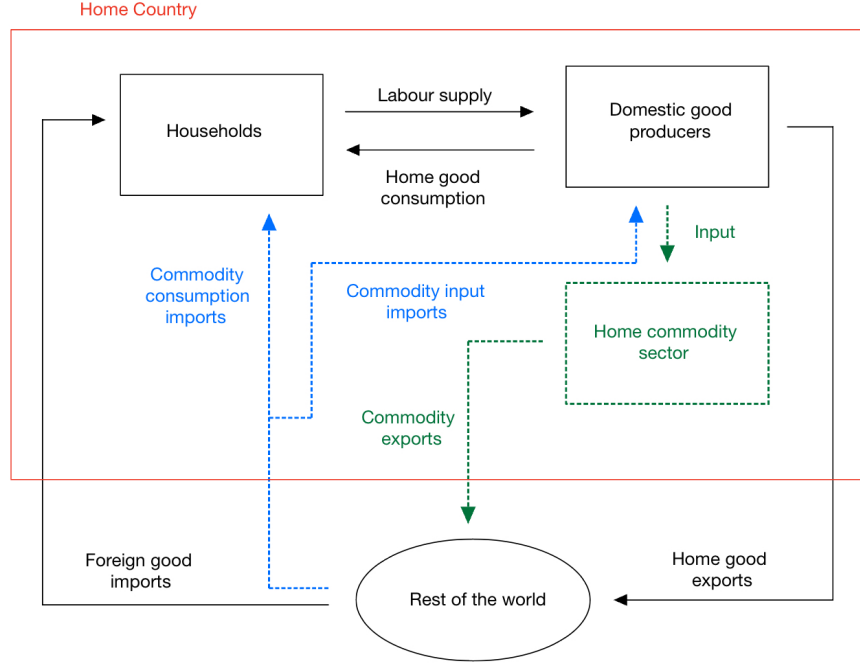 Home Country
Labour supply
Households
Domestic good
producers
Home good
consumption
Input
Commodity
consumption
imports
Commodity input
imports
Home commodity
sector
Commodity
exports
Foreign good
imports
Home good
exports
Rest of the world